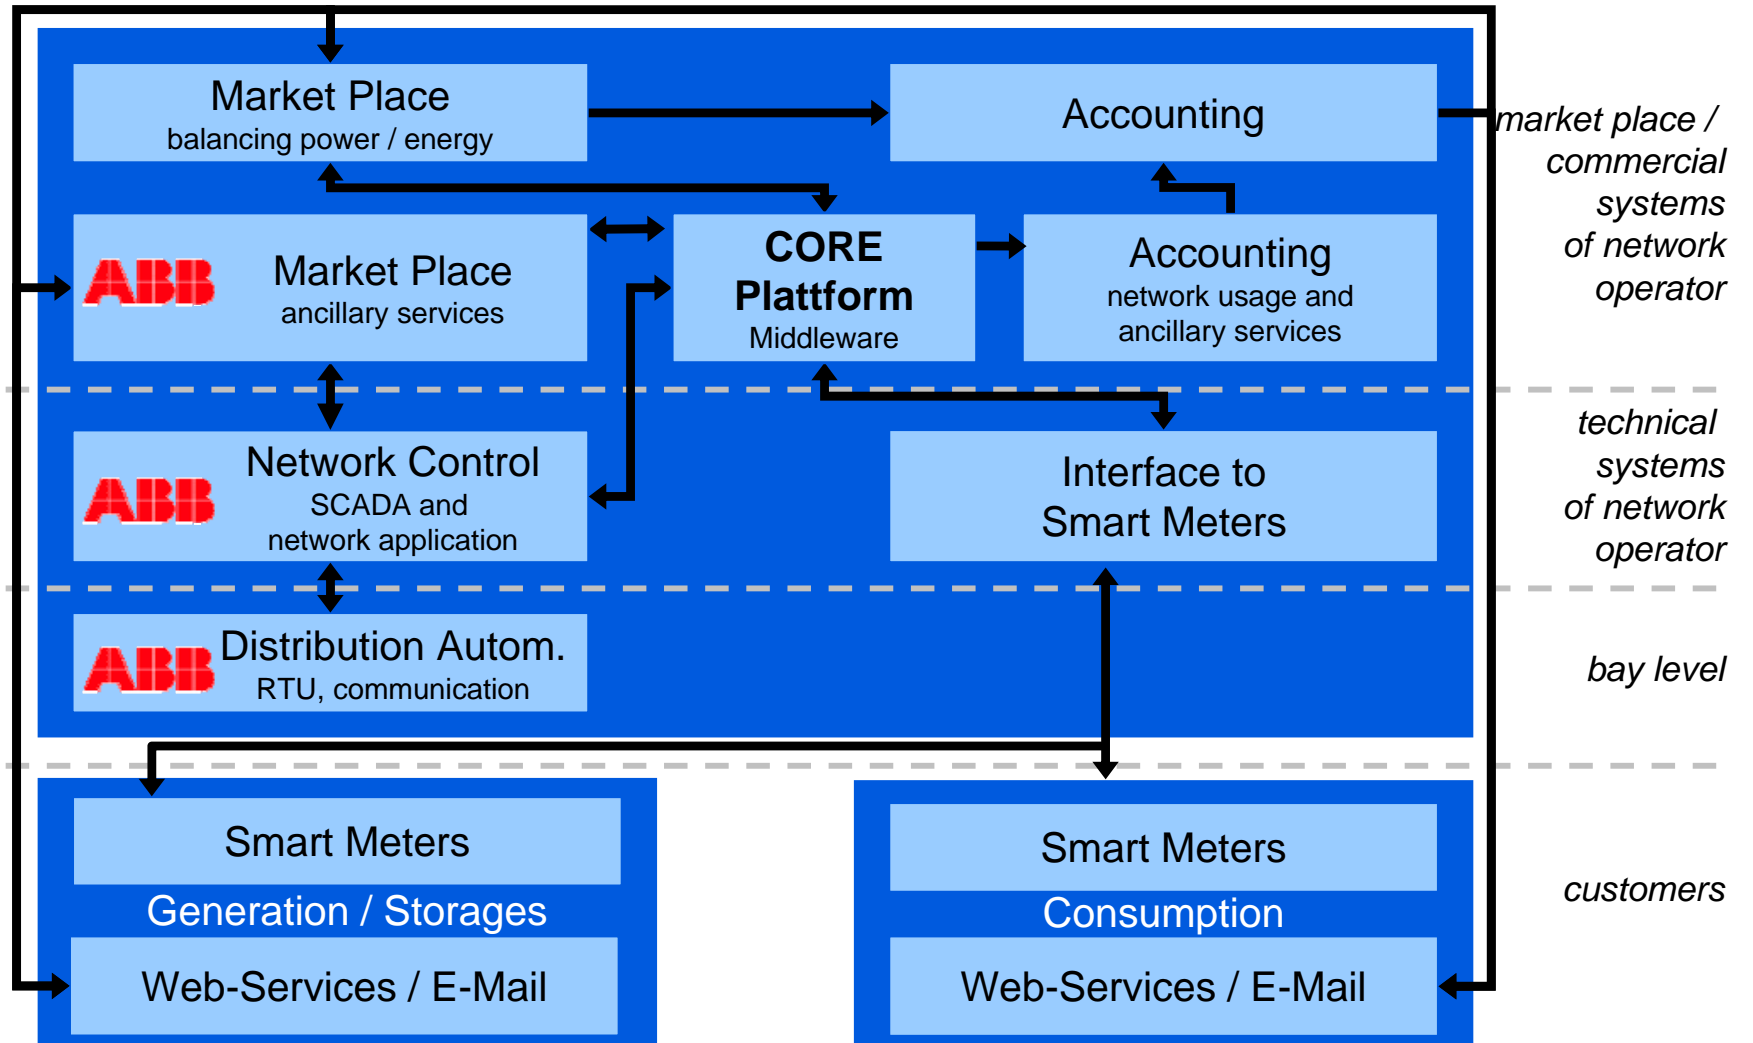 Market Place
balancing power / energy
Accounting
market place /
commercial
systems
of network
operator
ABB
Market Place
ancillary services
CORE
Plattform
Middleware
Accounting
network usage and
ancillary services
ABB
Network Control
SCADA and
network application
Interface to
Smart Meters
technical
systems
of network
operator
ABB
Distribution Autom.
RTU, communication
bay level
Smart Meters
Generation / Storages
Web-Services / E-Mail
Smart Meters
Consumption
Web-Services / E-Mail
customers